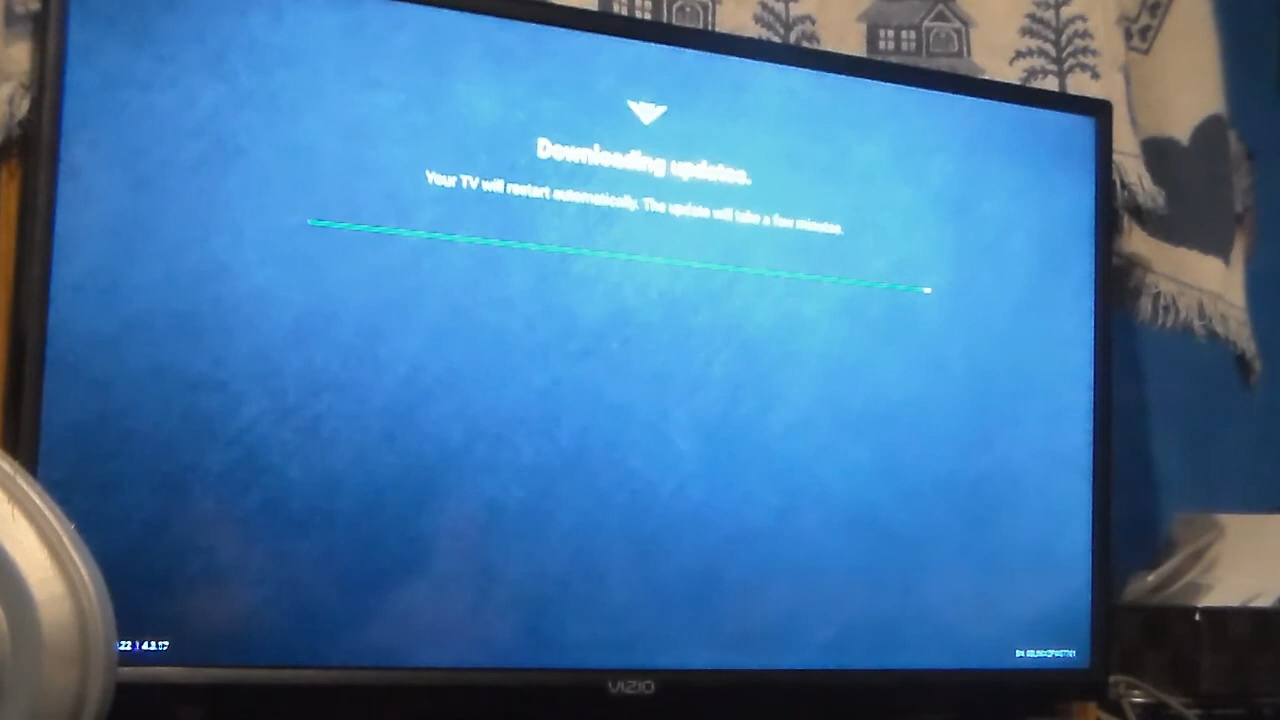 Downloading updates.
Your TV will restart automatically. The update will take a few minutes.
VIZIO